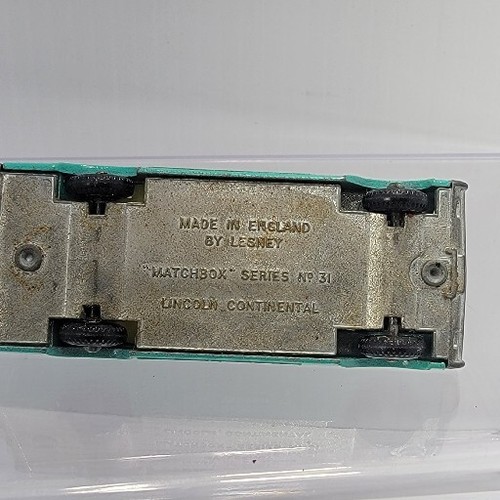 MADE IN ENGLAND
BY LESNEY
"MATCHBOX" SERIES Nº 31
LINCOLN CONTINENTAL